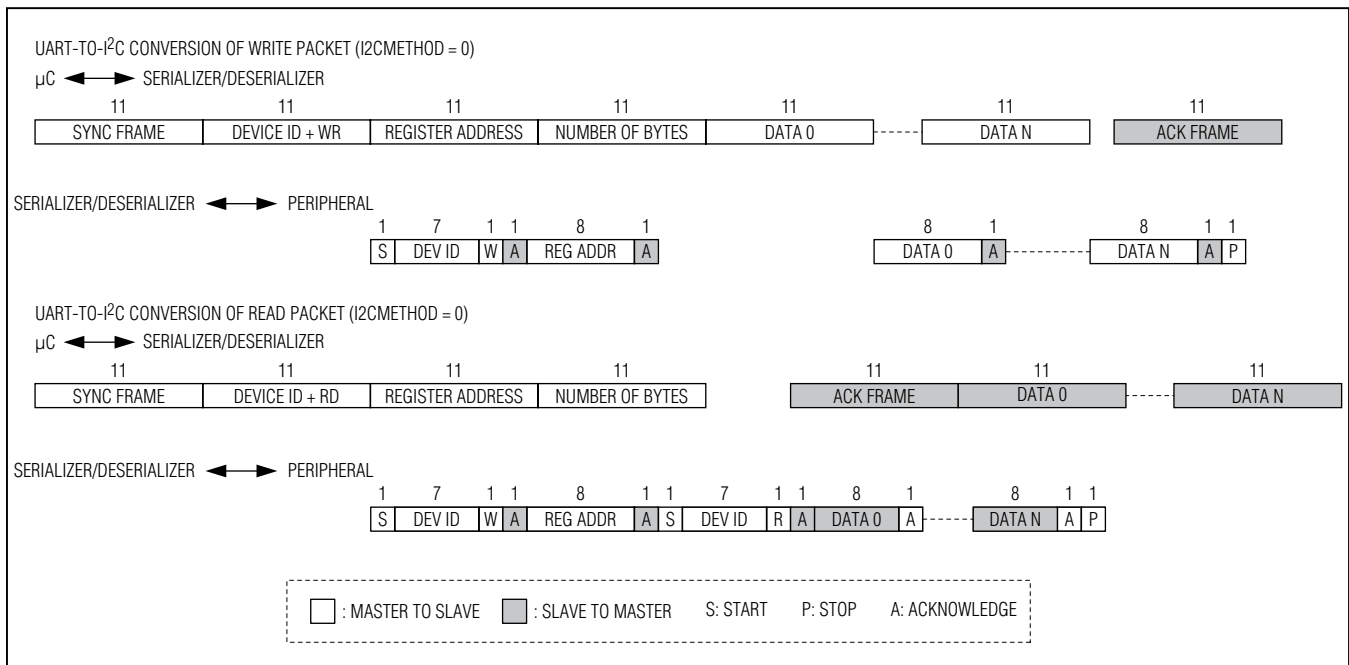 UART-TO-I2C CONVERSION OF WRITE PACKET (I2CMETHOD = 0)
µC SERIALIZER/DESERIALIZER
11 11 11 11 11 11 11
SYNC FRAME DEVICE ID + WR REGISTER ADDRESS NUMBER OF BYTES DATA 0 DATA N ACK FRAME
SERIALIZER/DESERIALIZER PERIPHERAL
1 7 1 1 8 1 8 1 8 1 1
S DEV ID W A REG ADDR A DATA 0 A DATA N A P
UART-TO-I2C CONVERSION OF READ PACKET (I2CMETHOD = 0)
µC SERIALIZER/DESERIALIZER
11 11 11 11 11 11 11
SYNC FRAME DEVICE ID + RD REGISTER ADDRESS NUMBER OF BYTES ACK FRAME DATA 0 DATA N
SERIALIZER/DESERIALIZER PERIPHERAL
1 7 1 1 8 1 1 7 1 1 8 1 8 1 1
S DEV ID W A REG ADDR A S DEV ID R A DATA 0 A DATA N A P
: MASTER TO SLAVE : SLAVE TO MASTER S: START P: STOP A: ACKNOWLEDGE